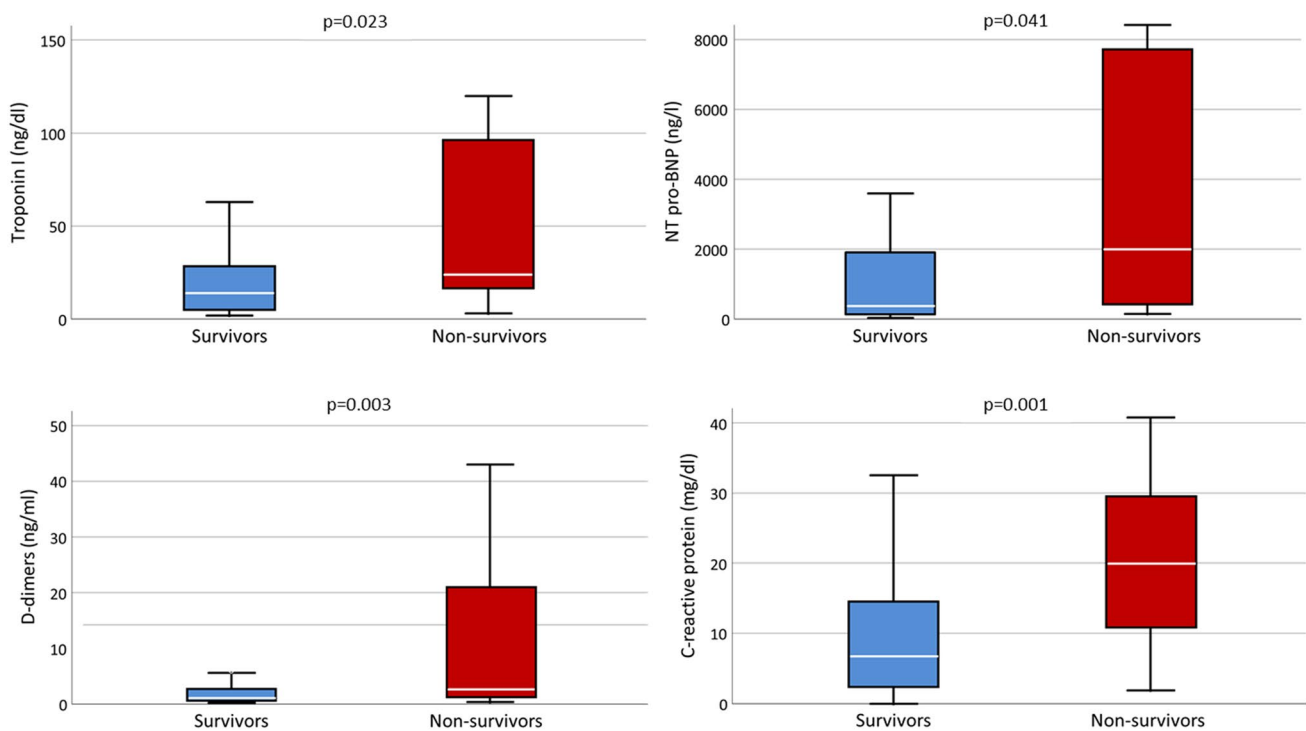 p=0.023
Troponin I (ng/dl)
150
100
50
0
Survivors
Non-survivors
p=0.041
NT pro-BNP (ng/l)
8000
6000
4000
2000
0
Survivors
Non-survivors
p=0.003
D-dimers (ng/ml)
50
40
30
20
10
0
Survivors
Non-survivors
p=0.001
C-reactive protein (mg/dl)
40
30
20
10
0
Survivors
Non-survivors